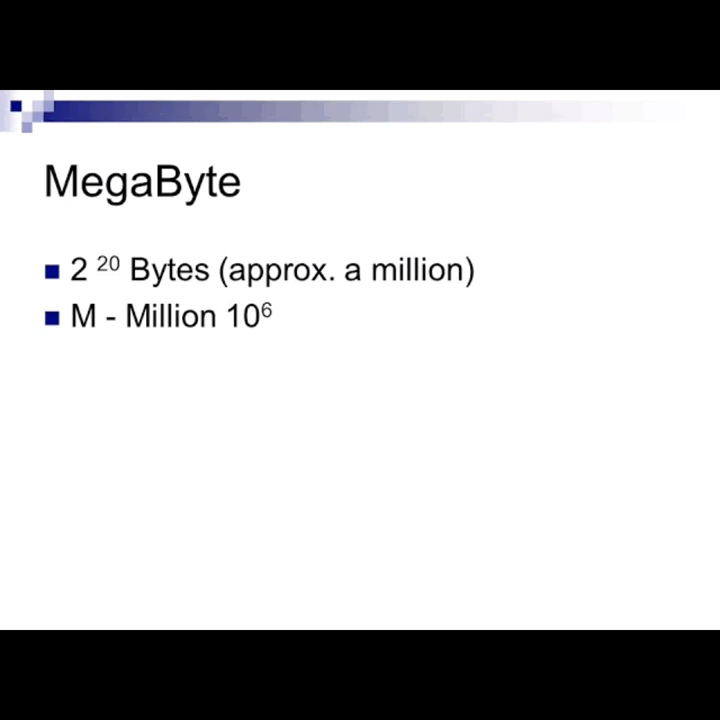 MegaByte
■ 2 ²⁰ Bytes (approx. a million)
■ M - Million 10⁶